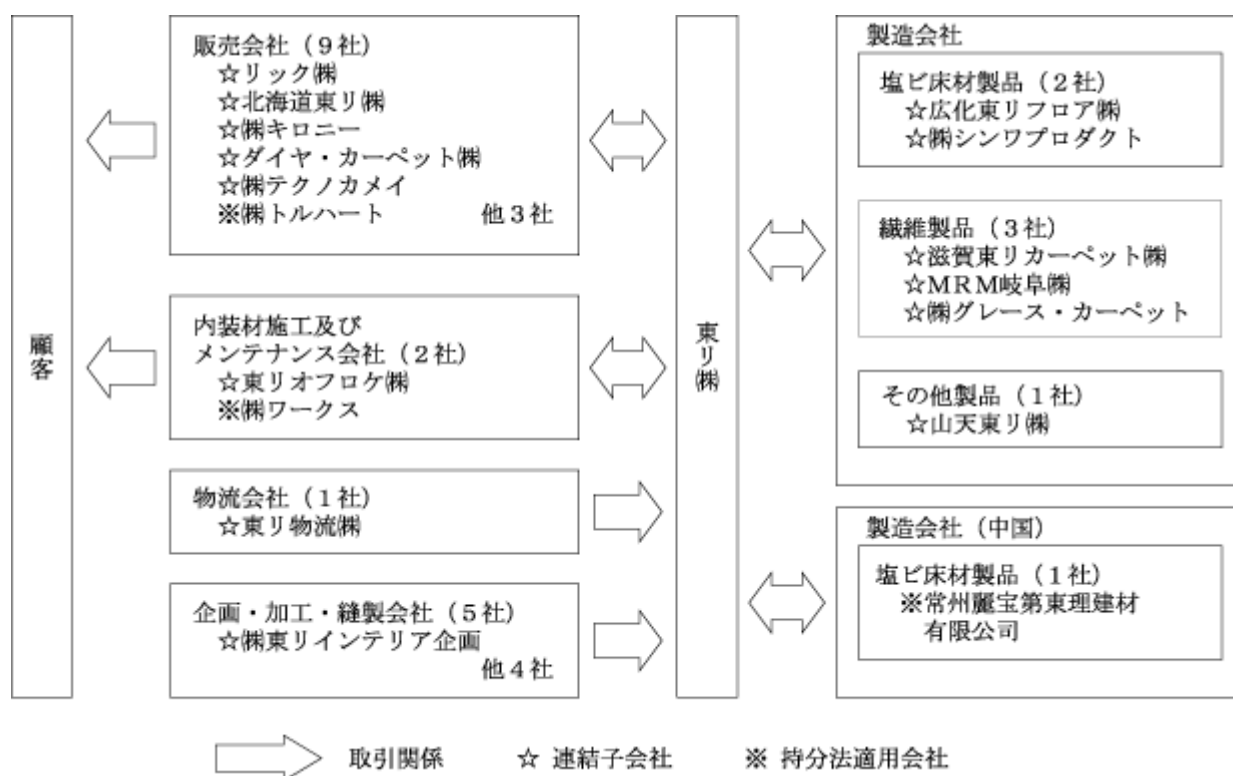 顧客
販売会社（９社）
☆リック㈱
☆北海道東リ㈱
☆㈱キロニー
☆ダイヤ・カーペット㈱
☆㈱テクノカメイ
※㈱トルハート　　　　他３社
内装材施工及び
メンテナンス会社（２社）
☆東リオフロケ㈱
※㈱ワークス
物流会社（１社）
☆東リ物流㈱
企画・加工・縫製会社（５社）
☆㈱東リインテリア企画
他４社
東リ㈱
製造会社
塩ビ床材製品（２社）
☆広化東リフロア㈱
☆㈱シンワプロダクト
繊維製品（３社）
☆滋賀東リカーペット㈱
☆ＭＲＭ岐阜㈱
☆㈱グレース・カーペット
その他製品（１社）
☆山天東リ㈱
製造会社（中国）
塩ビ床材製品（１社）
※常州麗宝第東理建材
有限公司
取引関係　　☆ 連結子会社　　※ 持分法適用会社